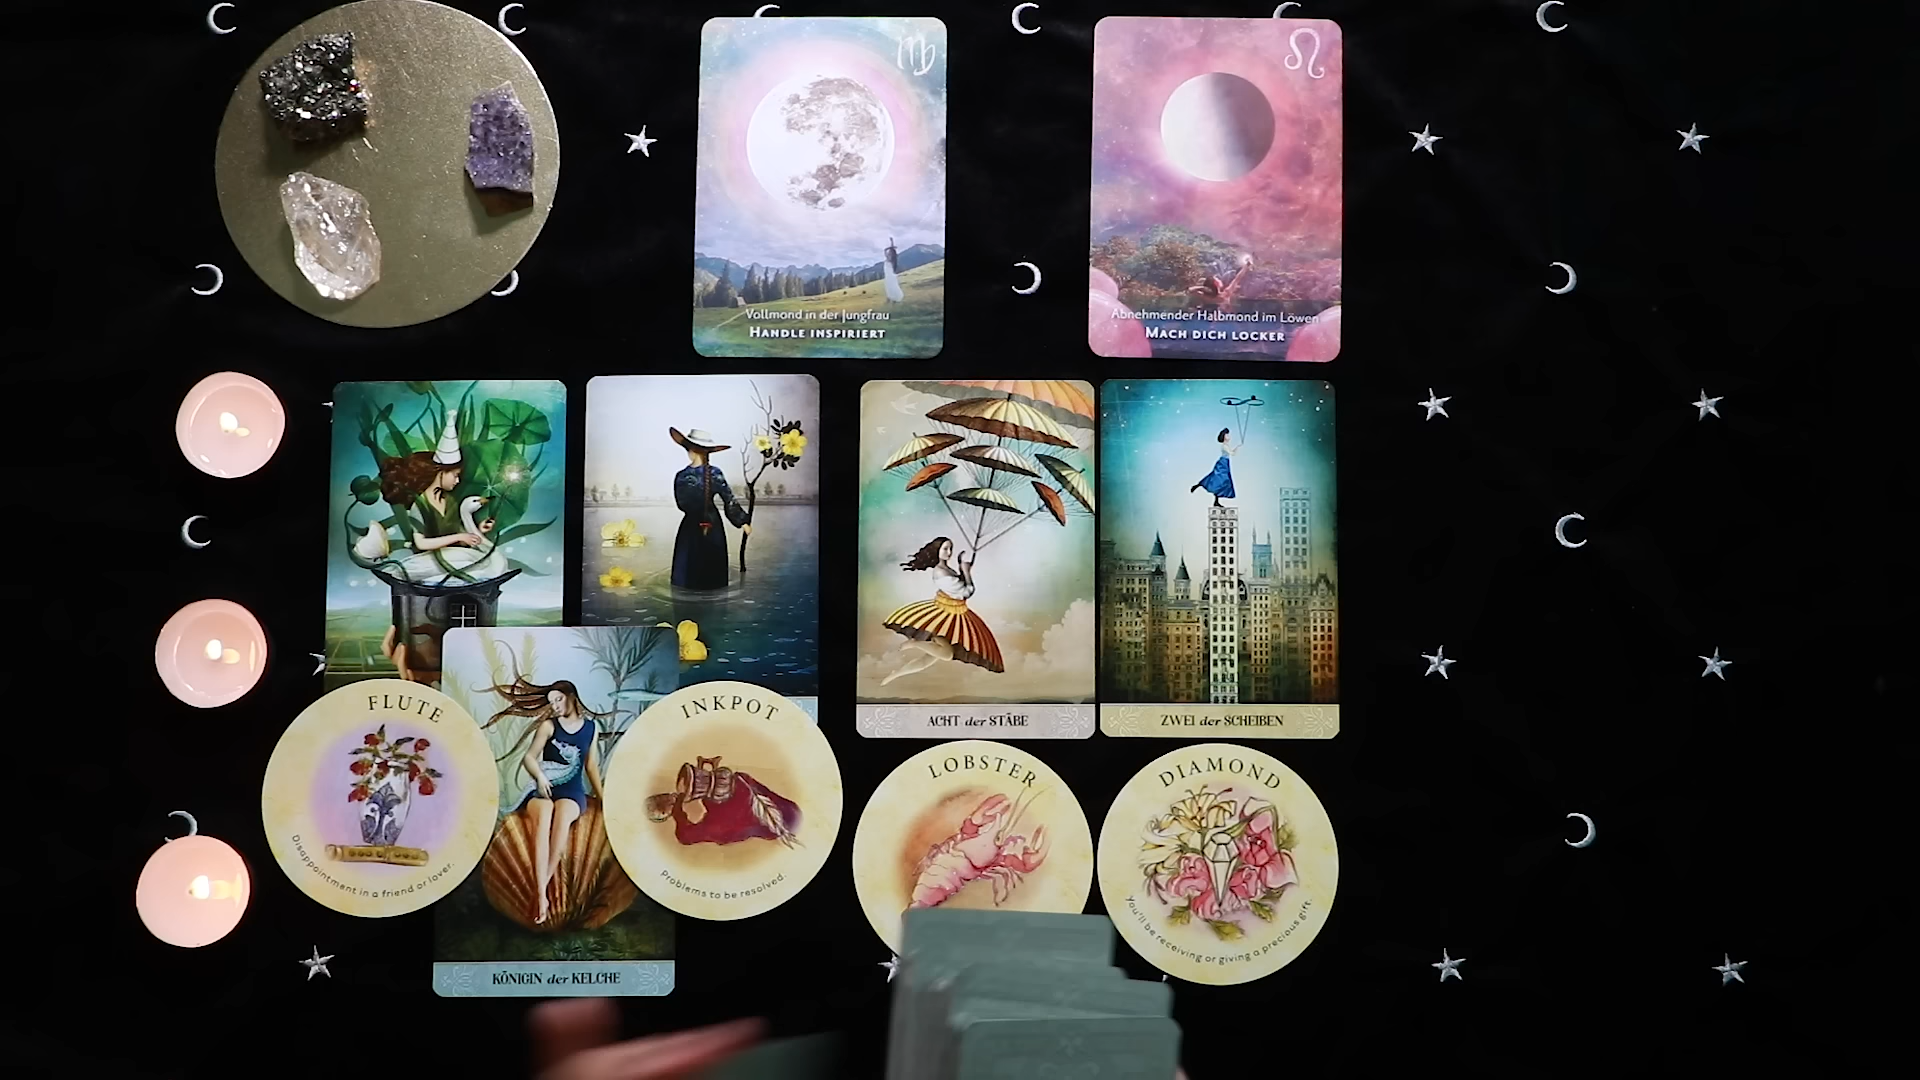 Vollmond in der Jungfrau
HANDLE INSPIRIERT
Abnehmender Halbmond im Löwen
MACH DICH LOCKER
ACHT der STÄBE
ZWEI der SCHEIBEN
FLUTE
Disappointment in a friend or lover.
INKPOT
Problems to be resolved.
LOBSTER
DIAMOND
You'll be receiving or giving a precious gift.
KÖNIGIN der KELCHE